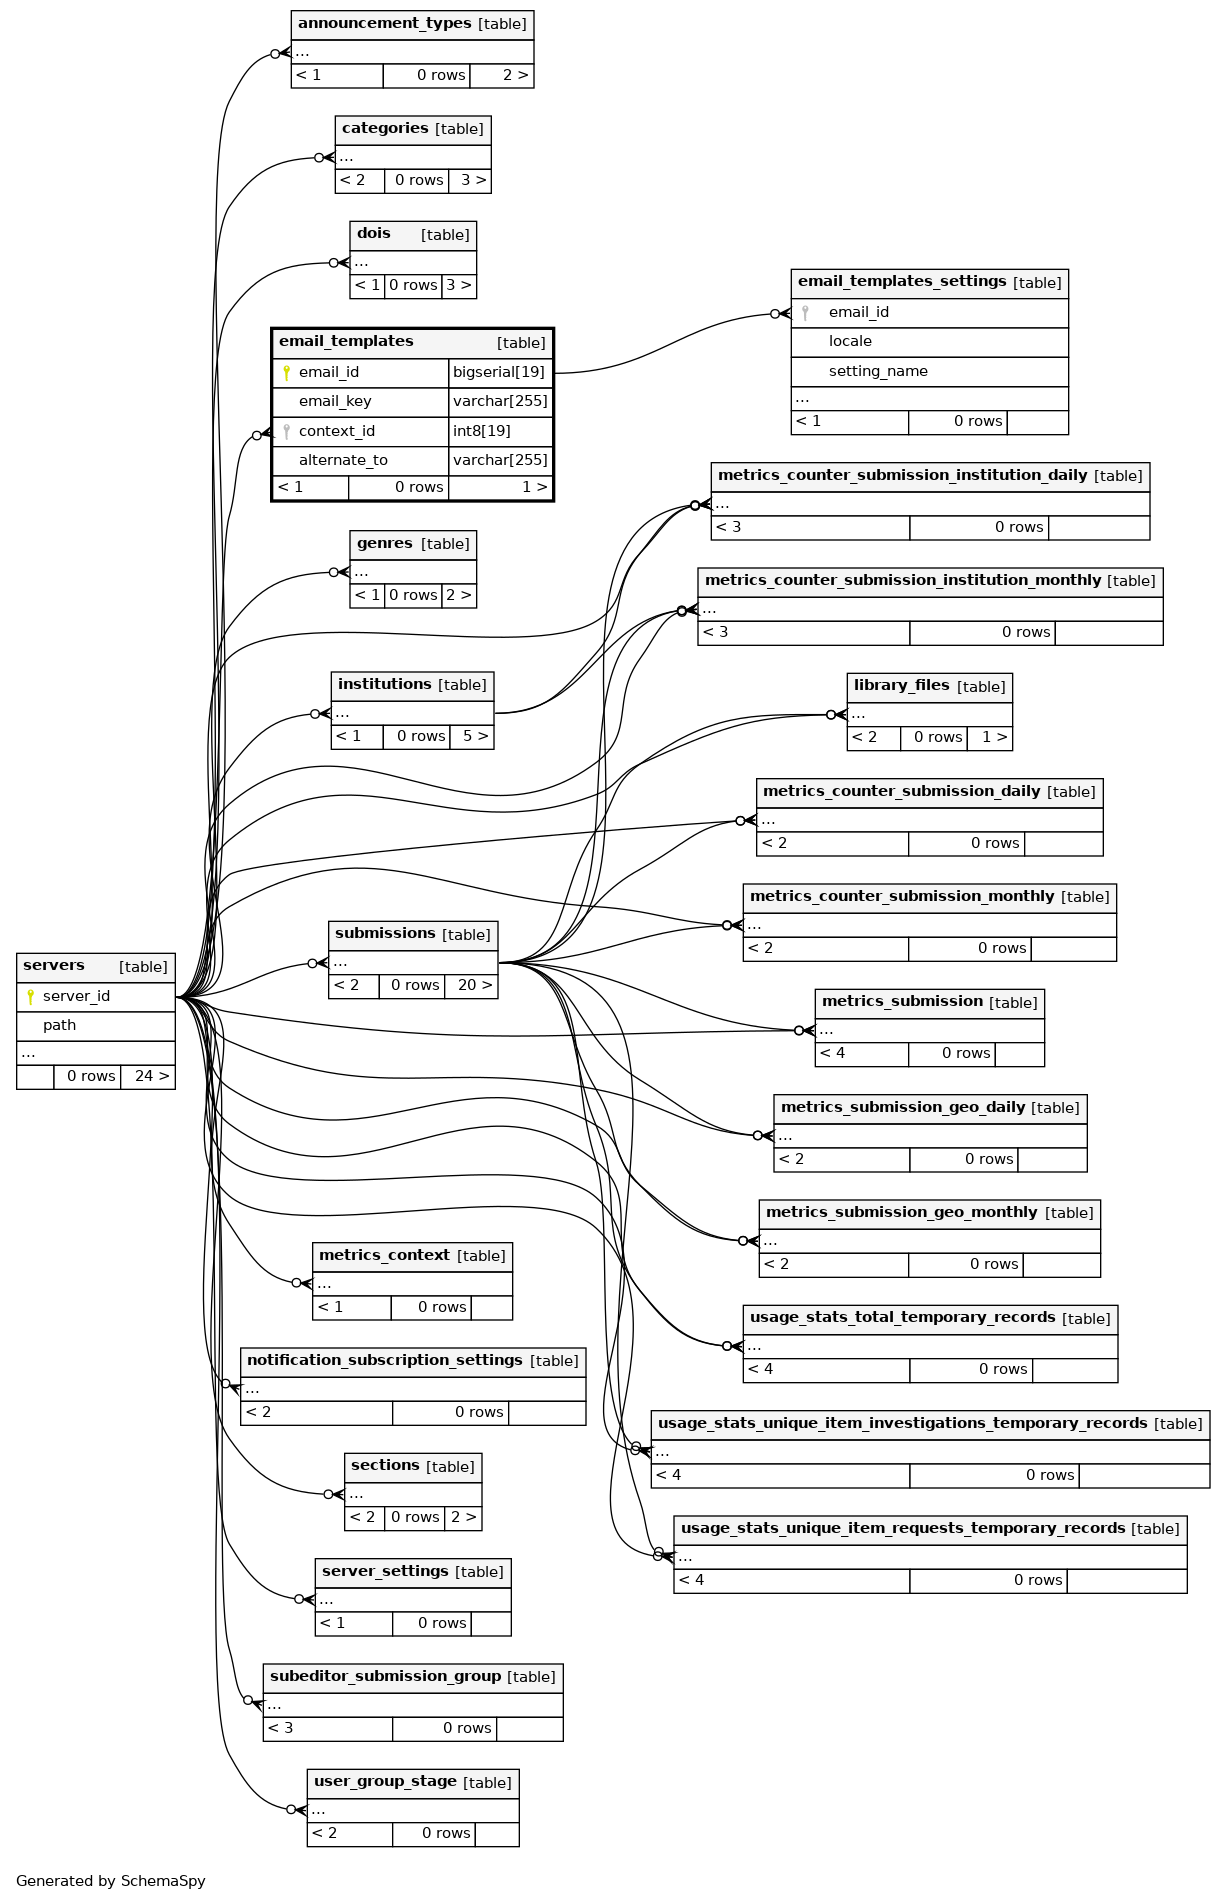 announcement_types [table]
...
< 1 0 rows 2 >
categories [table]
...
< 2 0 rows 3 >
dois [table]
...
< 1 0 rows 3 >
email_templates [table]
email_id bigserial[19]
email_key varchar[255]
context_id int8[19]
alternate_to varchar[255]
< 1 0 rows 1 >
email_templates_settings [table]
email_id
locale
setting_name
...
< 1 0 rows
genres [table]
...
< 1 0 rows 2 >
institutions [table]
...
< 1 0 rows 5 >
metrics_counter_submission_institution_daily [table]
...
< 3 0 rows
metrics_counter_submission_institution_monthly [table]
...
< 3 0 rows
library_files [table]
...
< 2 0 rows 1 >
metrics_counter_submission_daily [table]
...
< 2 0 rows
metrics_counter_submission_monthly [table]
...
< 2 0 rows
submissions [table]
...
< 2 0 rows 20 >
servers [table]
server_id
path
...
0 rows 24 >
metrics_submission [table]
...
< 4 0 rows
metrics_submission_geo_daily [table]
...
< 2 0 rows
metrics_submission_geo_monthly [table]
...
< 2 0 rows
metrics_context [table]
...
< 1 0 rows
usage_stats_total_temporary_records [table]
...
< 4 0 rows
notification_subscription_settings [table]
...
< 2 0 rows
usage_stats_unique_item_investigations_temporary_records [table]
...
< 4 0 rows
sections [table]
...
< 2 0 rows 2 >
usage_stats_unique_item_requests_temporary_records [table]
...
< 4 0 rows
server_settings [table]
...
< 1 0 rows
subeditor_submission_group [table]
...
< 3 0 rows
user_group_stage [table]
...
< 2 0 rows
Generated by SchemaSpy